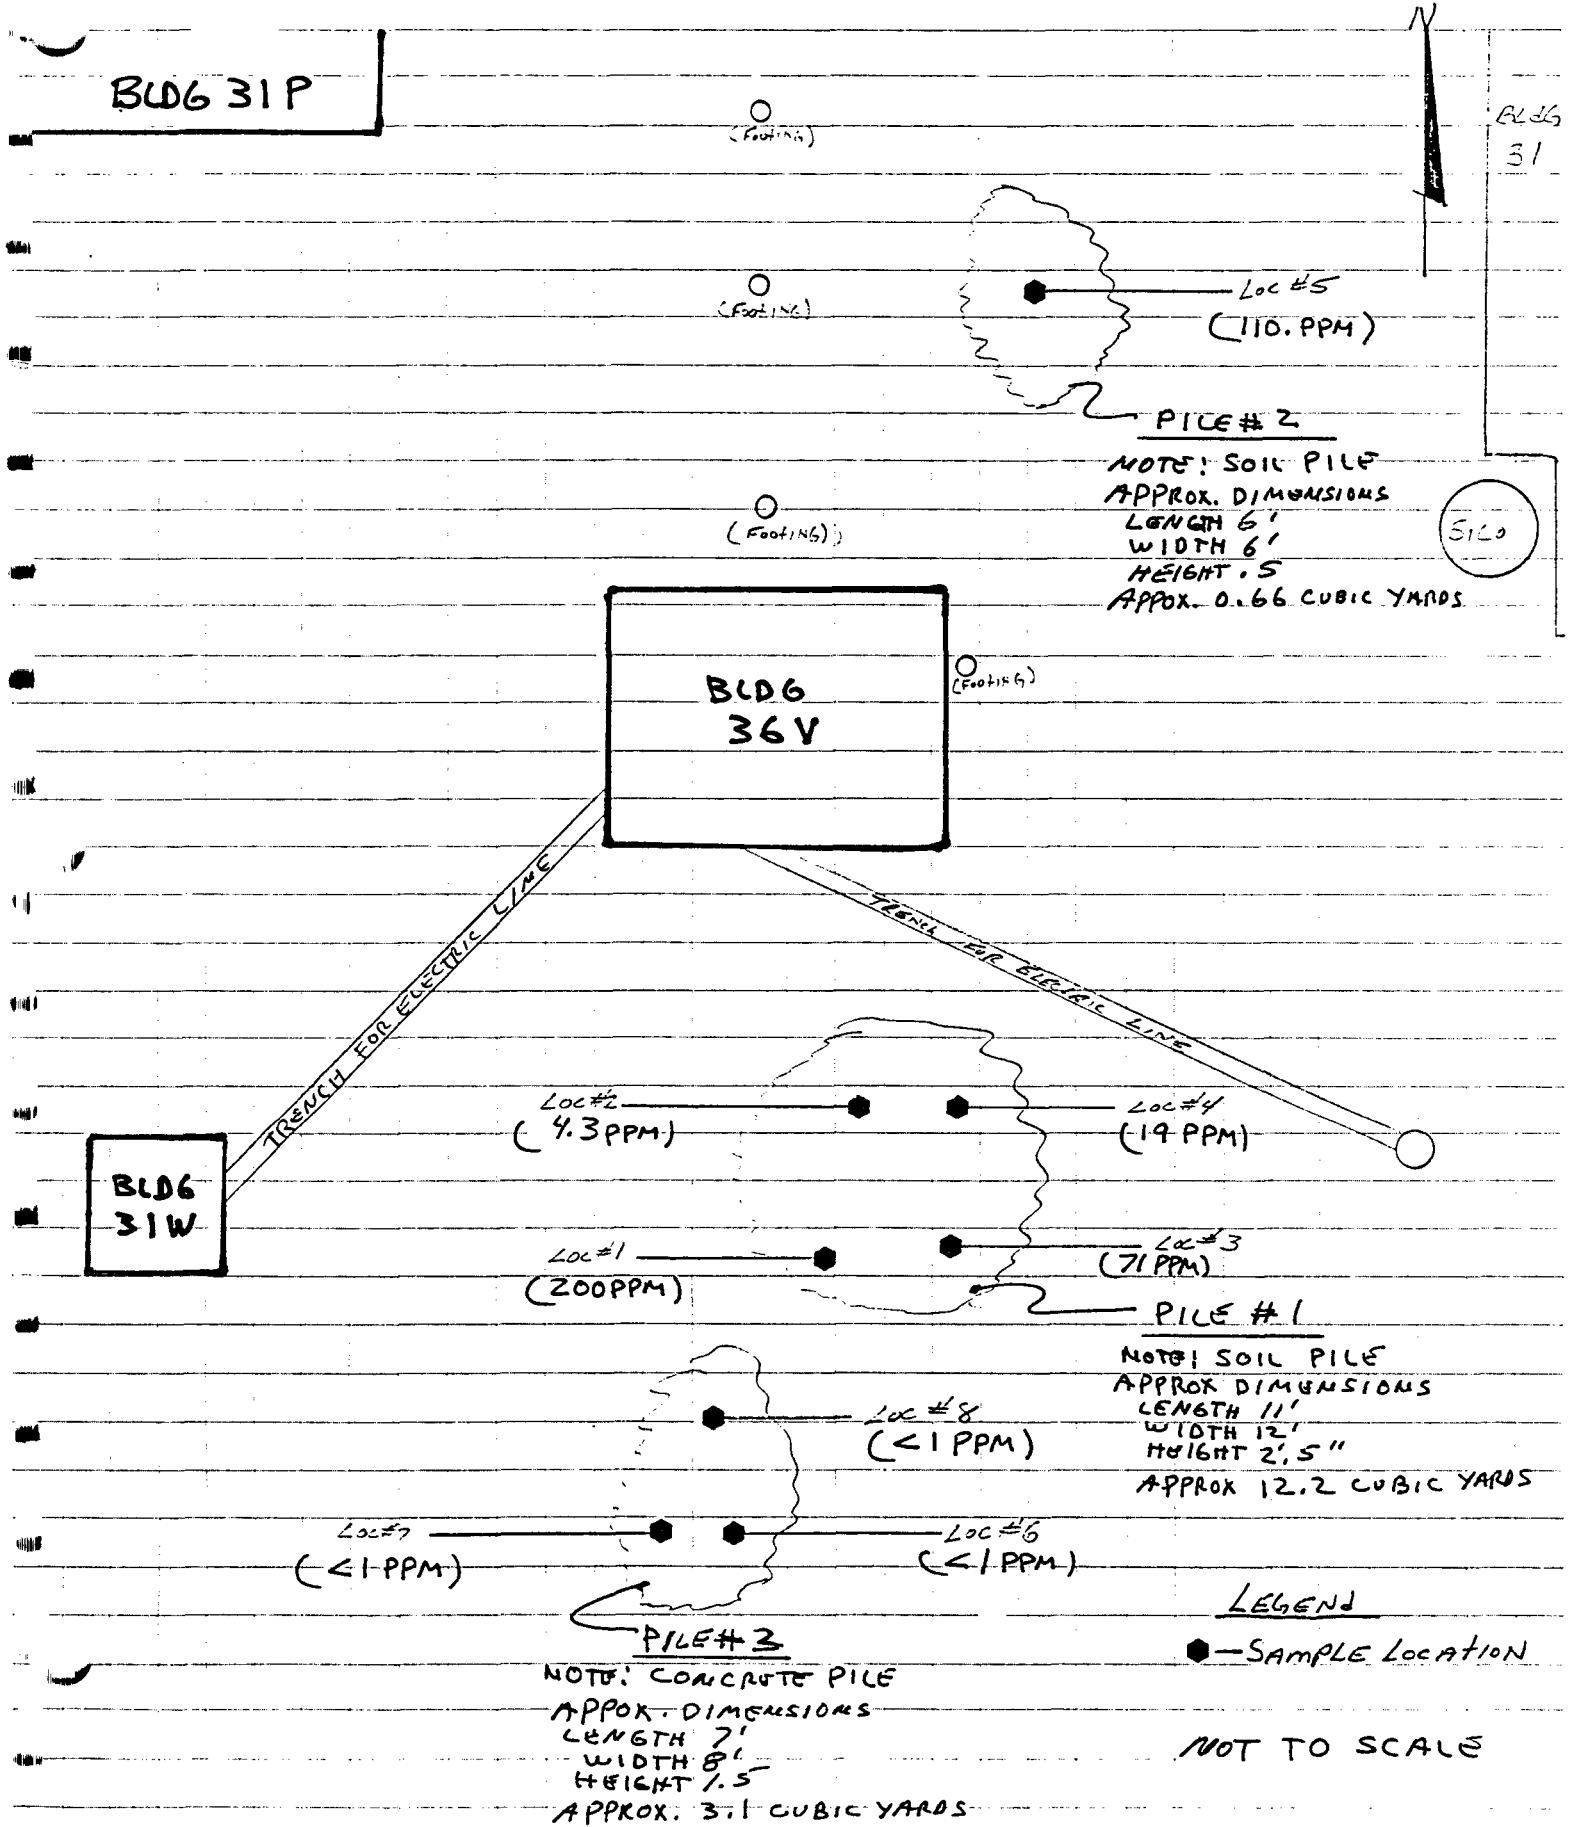 N
BLDG 31P
BLdG
31
(FootING)
(FootING)
Loc #5
(110. PPM)
PILE # 2
NOTE: SOIL PILE
APPROX. DIMENSIONS
LENGTH 6'
WIDTH 6'
HEIGHT .5
APPOX. 0.66 CUBIC YARDS
SILO
(FootING)
BLDG
36V
(FootING)
TRENCH FOR ELECTRIC LINE
TRENCH FOR ELECTRIC LINE
Loc #2
(4.3 PPM)
Loc #4
(19 PPM)
BLDG
31W
Loc #1
(200 PPM)
Loc #3
(71 PPM)
PILE # 1
NOTE: SOIL PILE
APPROX DIMENSIONS
LENGTH 11'
WIDTH 12'
HEIGHT 2'.5"
APPROX 12.2 CUBIC YARDS
Loc #8
(<1 PPM)
Loc #7
(<1 PPM)
Loc #6
(<1 PPM)
PILE # 3
NOTE: CONCRETE PILE
APPOX. DIMENSIONS
LENGTH 7'
WIDTH 8'
HEIGHT 1.5
APPROX. 3.1 CUBIC YARDS
LEGENd
—SAMPLE LOCATION
NOT TO SCALE